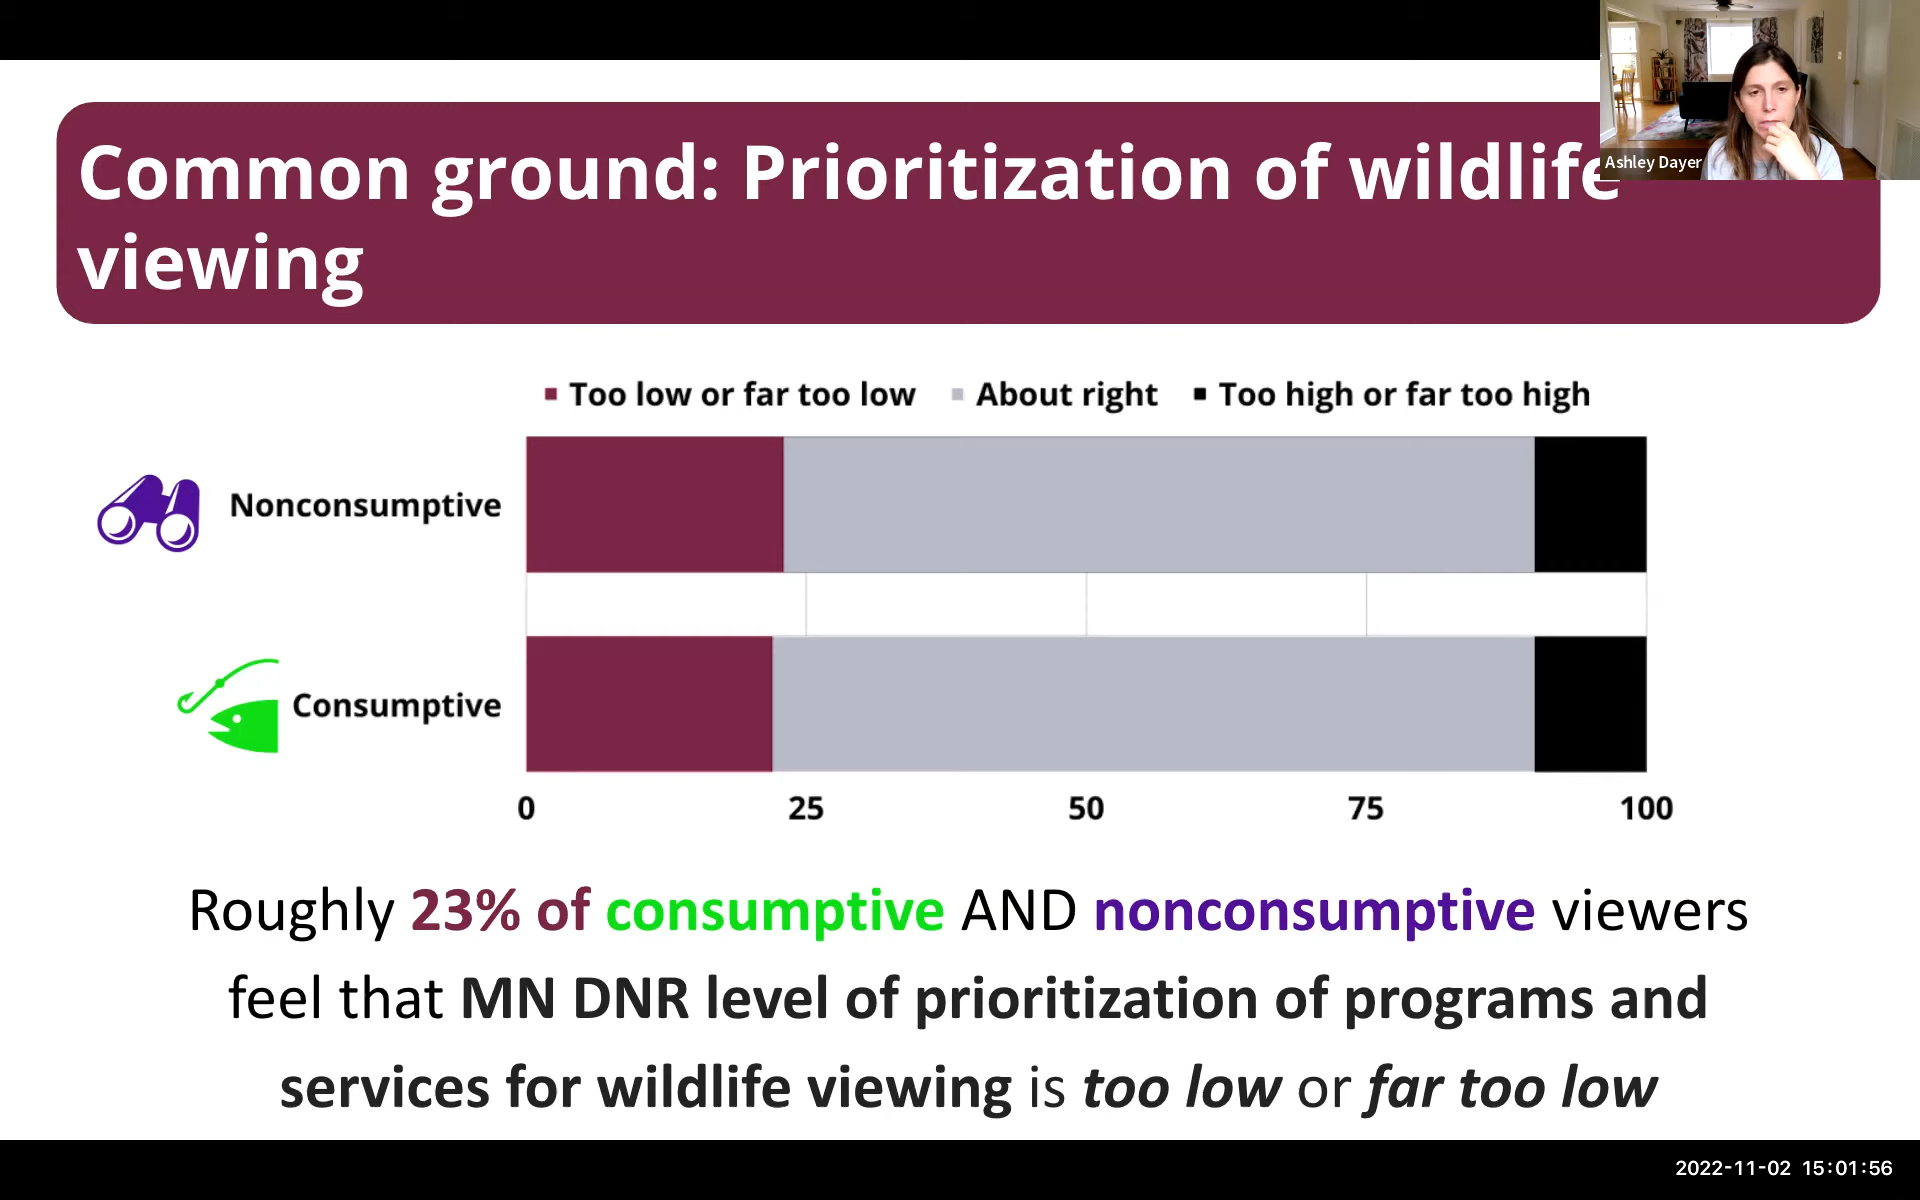 Ashley Dayer
Common ground: Prioritization of wildlife
viewing
Too low or far too low About right Too high or far too high
Nonconsumptive
Consumptive
0 25 50 75 100
Roughly 23% of consumptive AND nonconsumptive viewers
feel that MN DNR level of prioritization of programs and
services for wildlife viewing is too low or far too low
2022-11-02 15:01:56